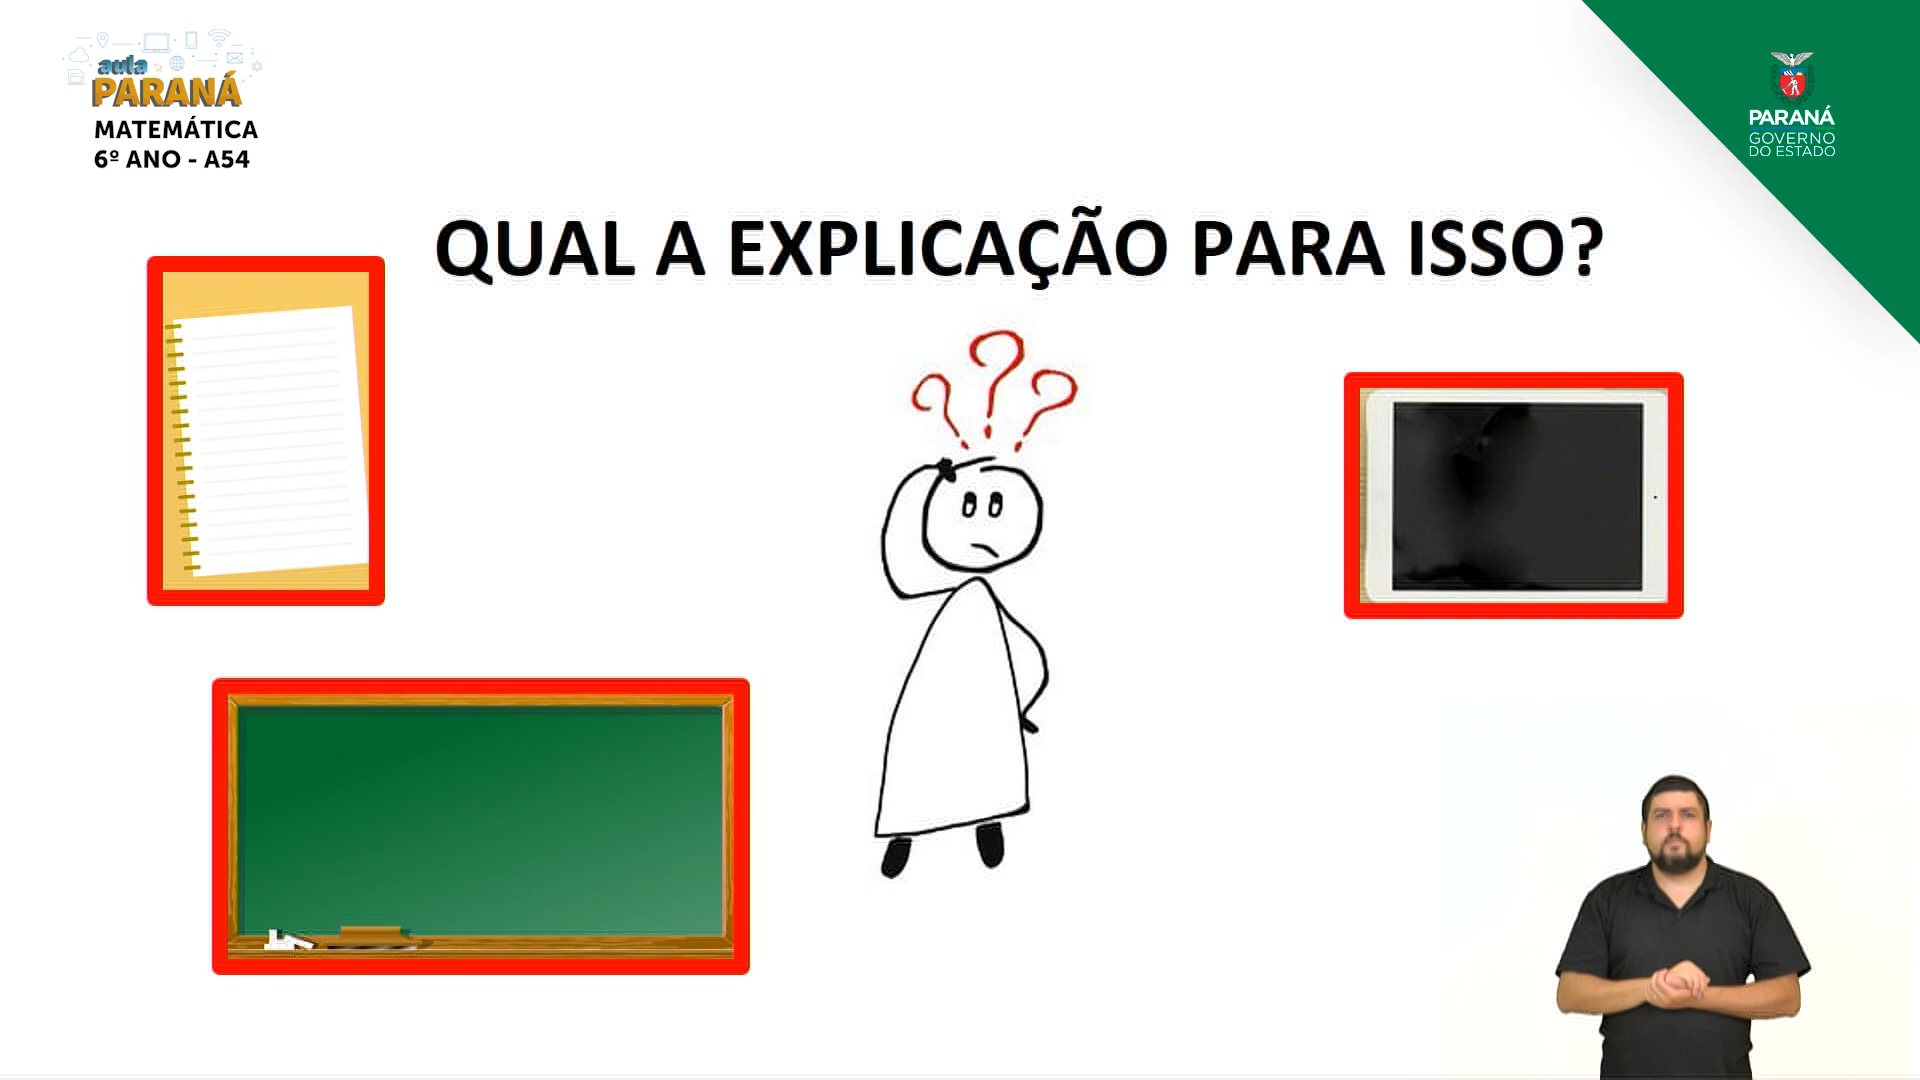 aula
PARANÁ
MATEMÁTICA
6º ANO - A54
PARANÁ
GOVERNO
DO ESTADO
QUAL A EXPLICAÇÃO PARA ISSO?